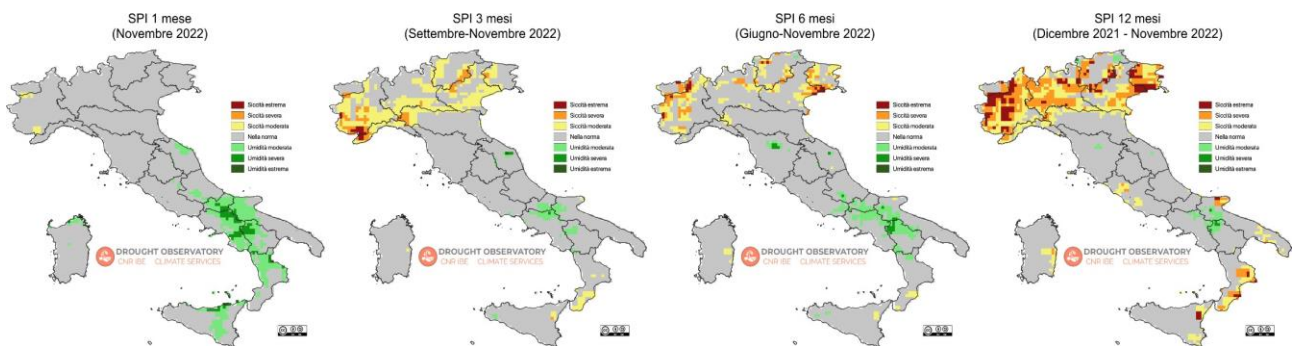 SPI 1 mese
(Novembre 2022)
Siccità estrema
Siccità severa
Siccità moderata
Nella norma
Umidità moderata
Umidità severa
Umidità estrema
DROUGHT OBSERVATORY
CNR IBE CLIMATE SERVICES
SPI 3 mesi
(Settembre-Novembre 2022)
Siccità estrema
Siccità severa
Siccità moderata
Nella norma
Umidità moderata
Umidità severa
Umidità estrema
DROUGHT OBSERVATORY
CNR IBE CLIMATE SERVICES
SPI 6 mesi
(Giugno-Novembre 2022)
Siccità estrema
Siccità severa
Siccità moderata
Nella norma
Umidità moderata
Umidità severa
Umidità estrema
DROUGHT OBSERVATORY
CNR IBE CLIMATE SERVICES
SPI 12 mesi
(Dicembre 2021 - Novembre 2022)
Siccità estrema
Siccità severa
Siccità moderata
Nella norma
Umidità moderata
Umidità severa
Umidità estrema
DROUGHT OBSERVATORY
CNR IBE CLIMATE SERVICES